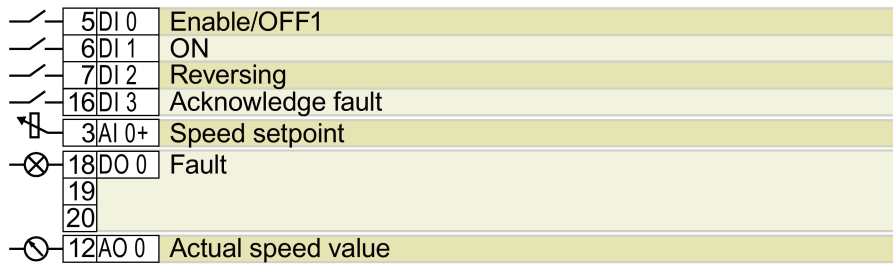 5 DI 0 Enable/OFF1
6 DI 1 ON
7 DI 2 Reversing
16 DI 3 Acknowledge fault
3 AI 0+ Speed setpoint
18 DO 0 Fault
19
20
12 AO 0 Actual speed value